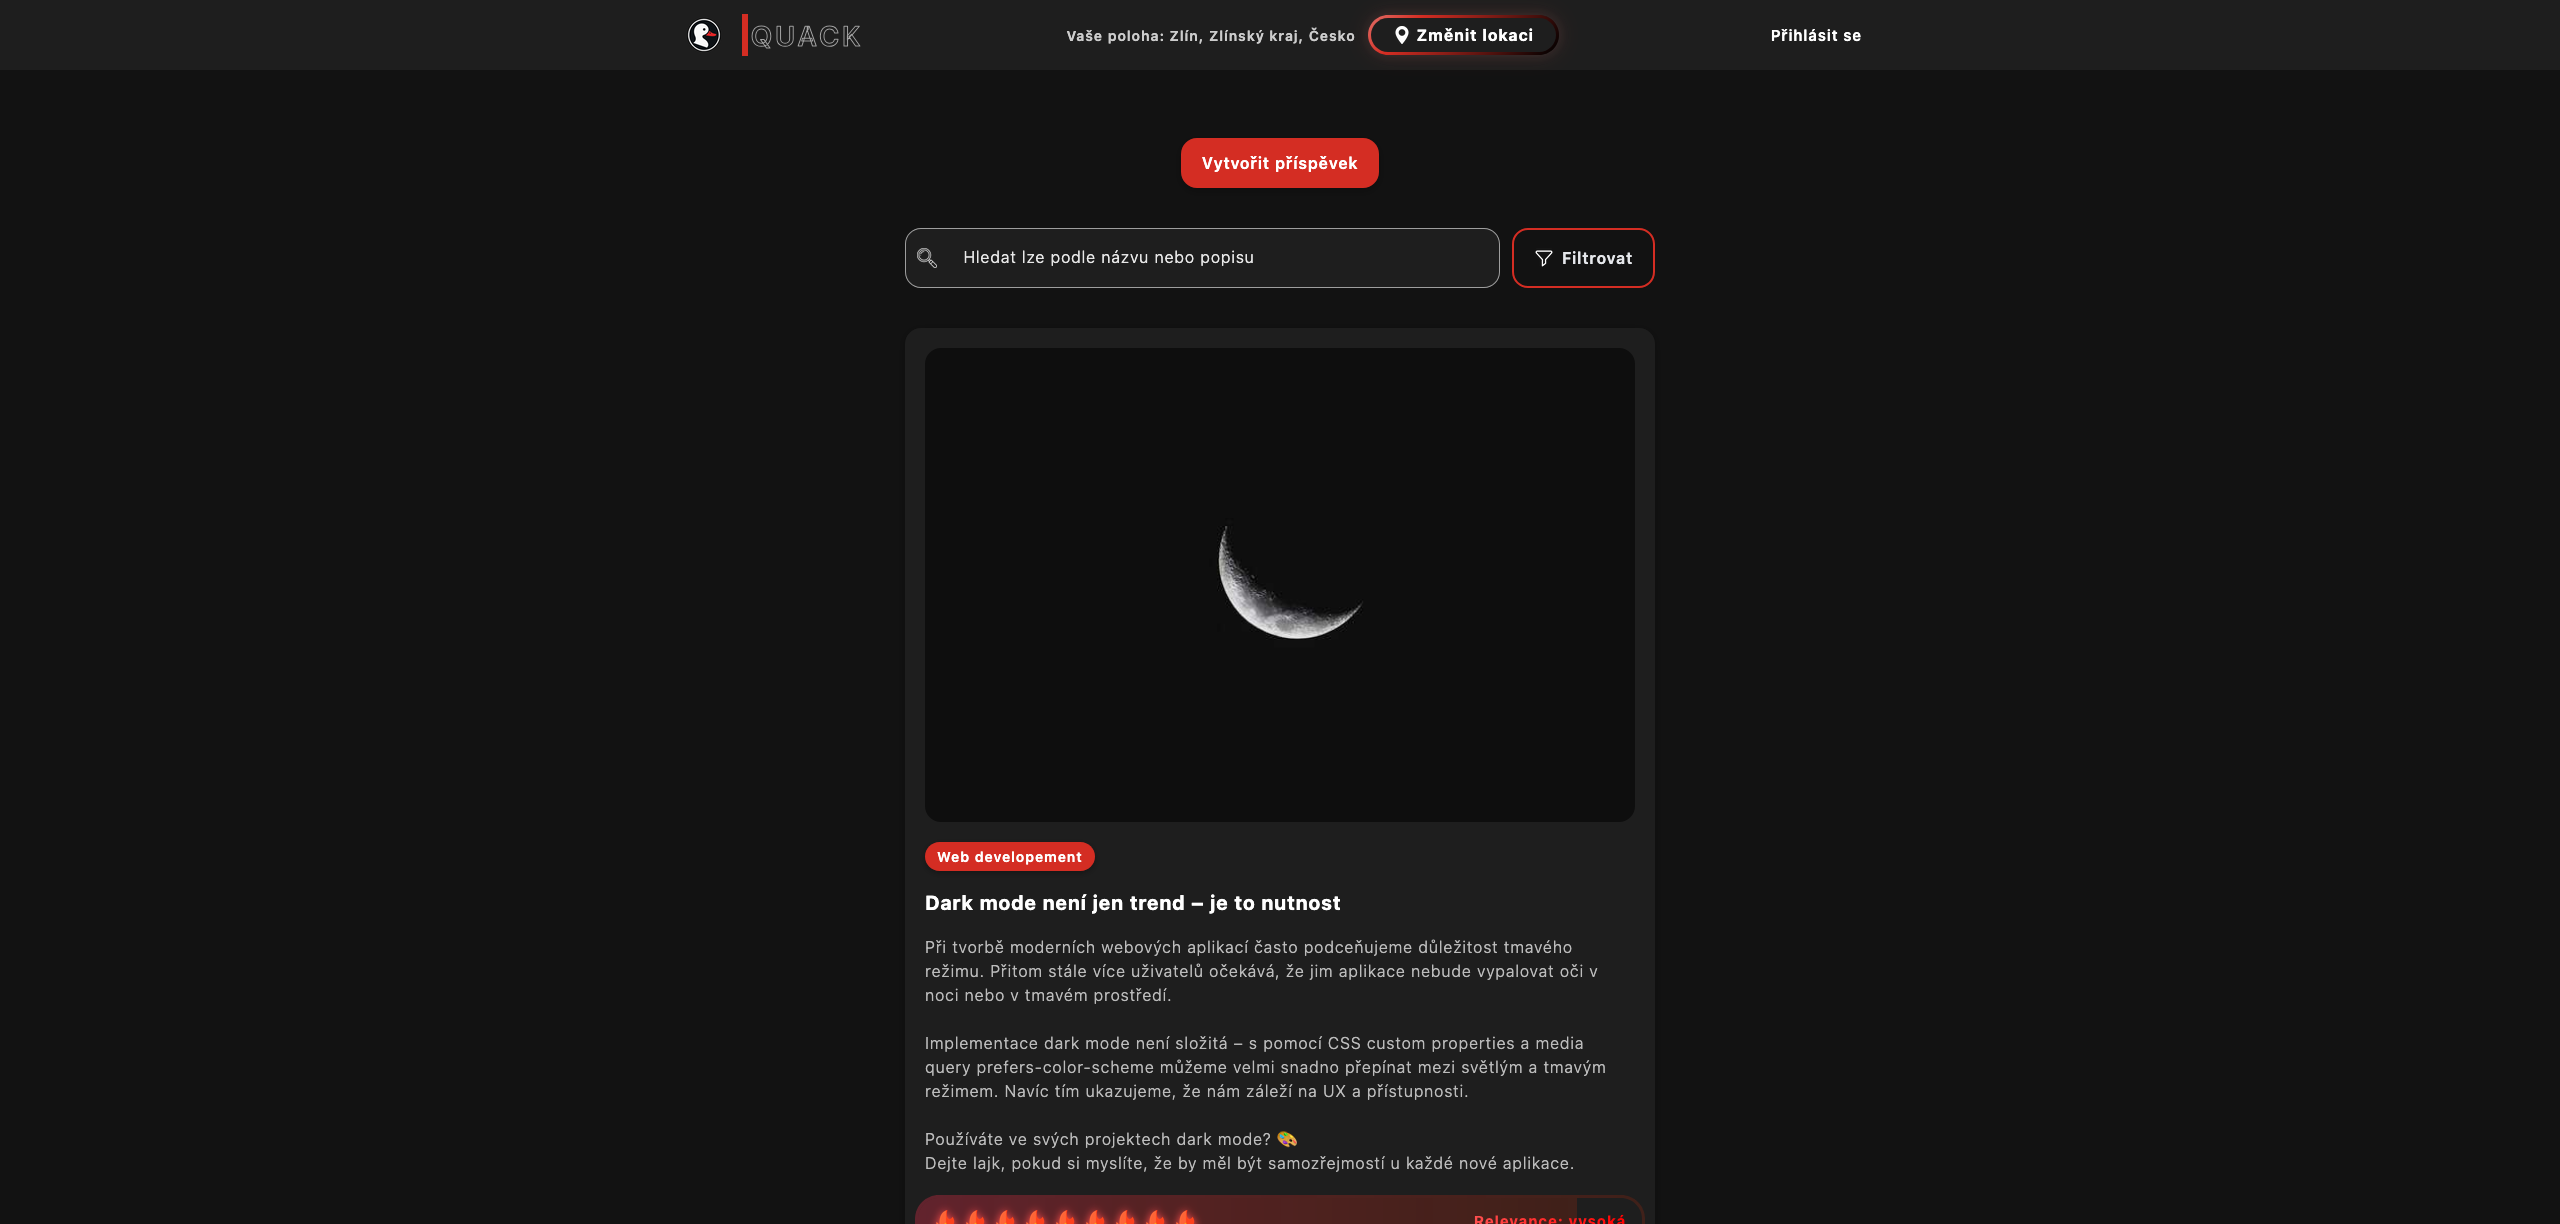 QUACK
Vaše poloha: Zlín, Zlínský kraj, Česko
Změnit lokaci
Přihlásit se
Vytvořit příspěvek
Hledat lze podle názvu nebo popisu
Filtrovat
Web developement
Dark mode není jen trend – je to nutnost
Při tvorbě moderních webových aplikací často podceňujeme důležitost tmavého
režimu. Přitom stále více uživatelů očekává, že jim aplikace nebude vypalovat oči v
noci nebo v tmavém prostředí.
Implementace dark mode není složitá – s pomocí CSS custom properties a media
query prefers-color-scheme můžeme velmi snadno přepínat mezi světlým a tmavým
režimem. Navíc tím ukazujeme, že nám záleží na UX a přístupnosti.
Používáte ve svých projektech dark mode? 🎨
Dejte lajk, pokud si myslíte, že by měl být samozřejmostí u každé nové aplikace.
Relevance: vysoká